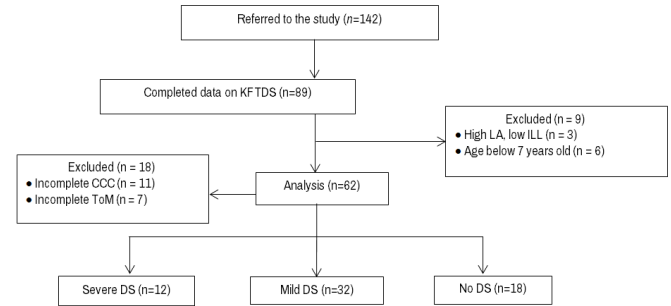 Referred to the study (n=142)
Completed data on KFTDS (n=89)
Excluded (n = 9)
● High LA, low ILL (n = 3)
● Age below 7 years old (n = 6)
Excluded (n = 18)
● Incomplete CCC (n = 11)
● Incomplete ToM (n = 7)
Analysis (n=62)
Severe DS (n=12)
Mild DS (n=32)
No DS (n=18)